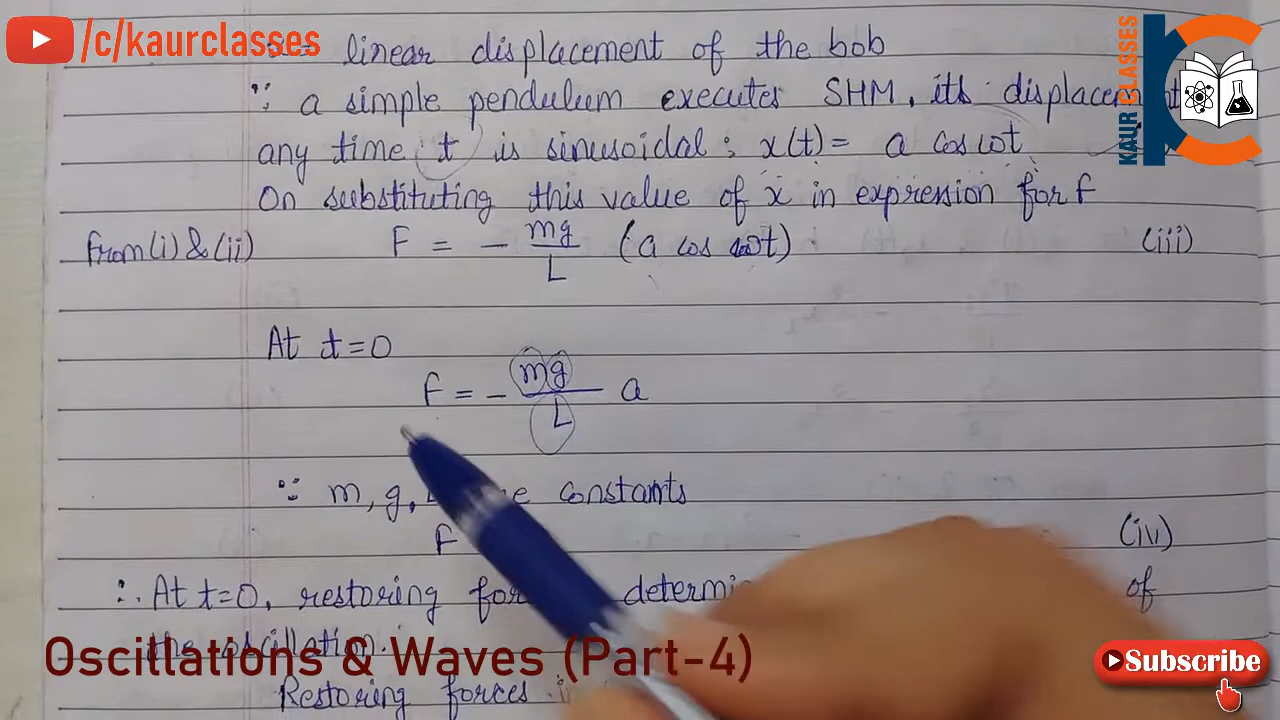 /c/kaurclasses
linear displacement of the bob
KAUR CLASSES
∵ a simple pendulum executes SHM, its displacement
any time t is sinusoidal : x(t) = a cos ωt
On substituting this value of x in expression for F
from (i) & (ii) F = - mg/L (a cos ωt) (iii)
At t=0
F = - mg/L a
∵ m, g, constants
F (iv)
∴ At t=0, restoring of
the oscillation.
Oscillations & Waves (Part-4)
Subscribe
Restoring forces